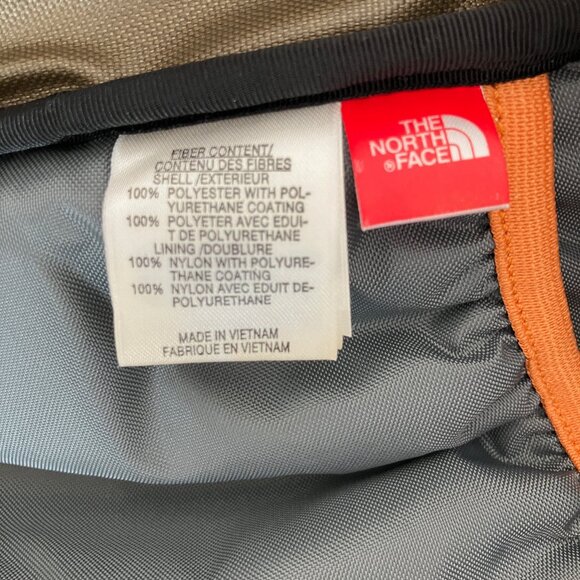 FIBER CONTENT/
CONTENU DES FIBRES
SHELL/EXTERIEUR
100% POLYESTER WITH POL-
YURETHANE COATING
100% POLYETER AVEC EDUI-
T DE POLYURETHANE
LINING/DOUBLURE
100% NYLON WITH POLYURE-
THANE COATING
100% NYLON AVEC EDUIT DE-
POLYURETHANE
MADE IN VIETNAM
FABRIQUE EN VIETNAM
THE
NORTH
FACE®